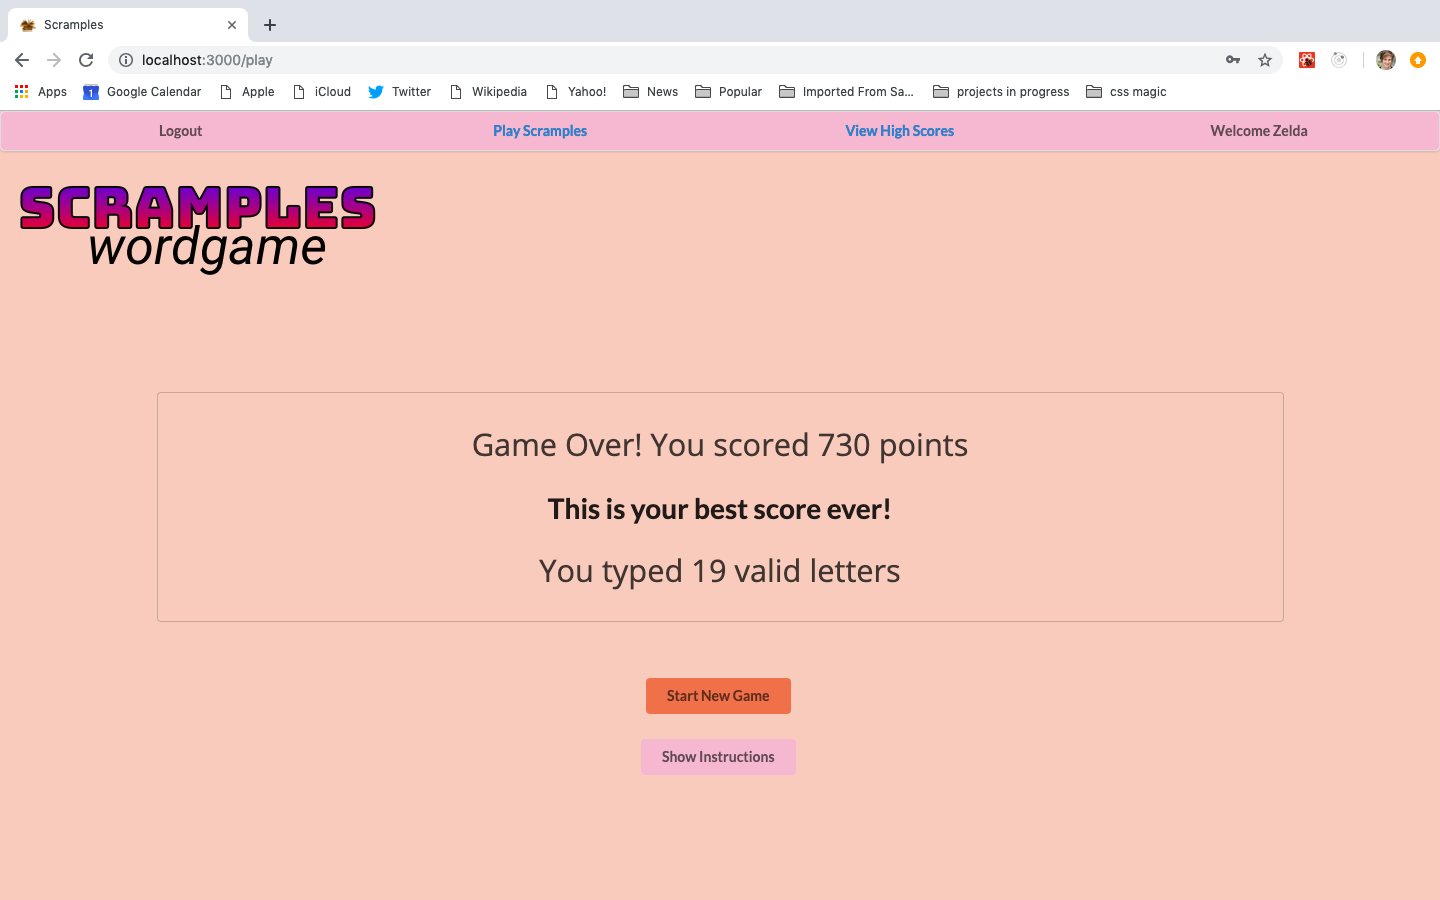 Scramples
localhost:3000/play
Apps 1 Google Calendar Apple iCloud Twitter Wikipedia Yahoo! News Popular Imported From Sa... projects in progress css magic
Logout Play Scramples View High Scores Welcome Zelda
SCRAMPLES
wordgame
Game Over! You scored 730 points
This is your best score ever!
You typed 19 valid letters
Start New Game
Show Instructions